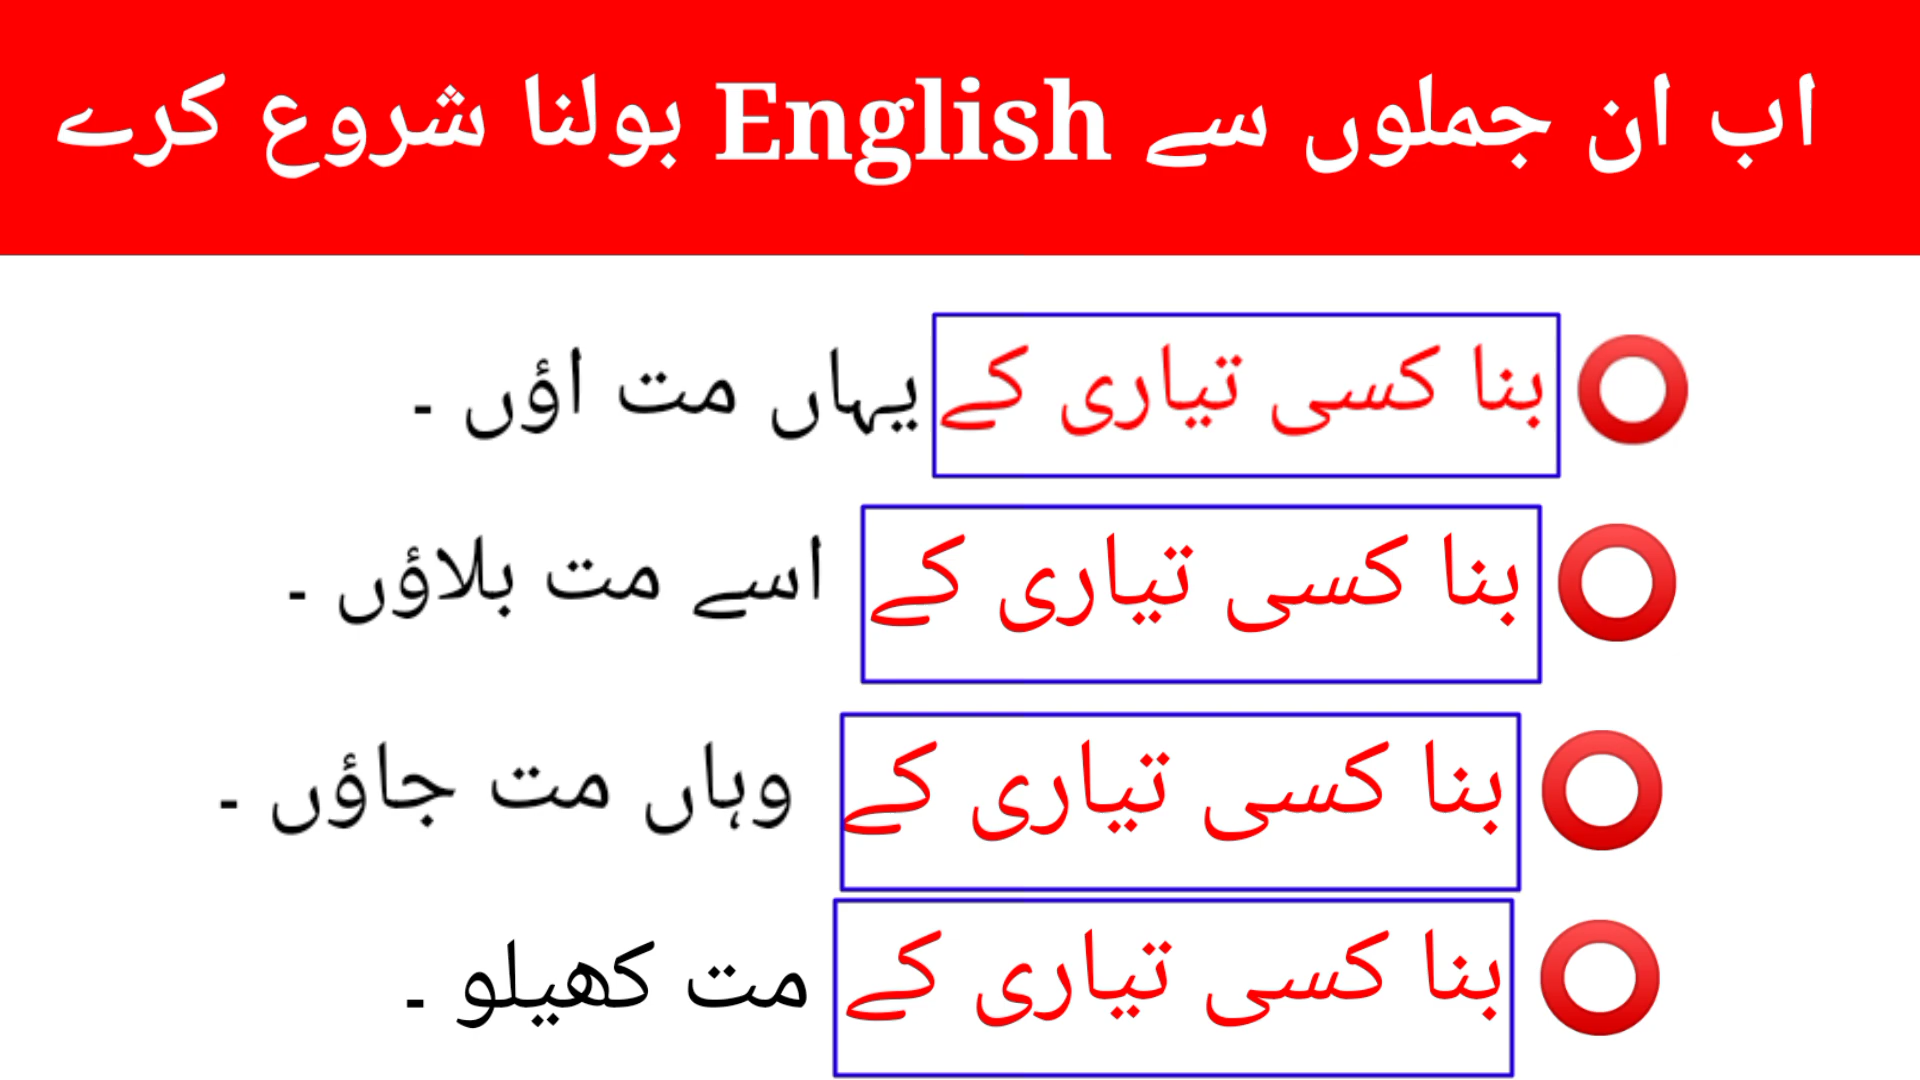 اب ان جملوں سے English بولنا شروع کرے
بنا کسی تیاری کے یہاں مت اؤں ۔
بنا کسی تیاری کے اسے مت بلاؤں ۔
بنا کسی تیاری کے وہاں مت جاؤں ۔
بنا کسی تیاری کے مت کھیلو ۔